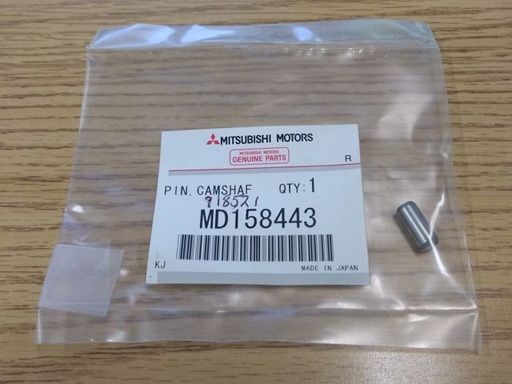 MITSUBISHI MOTORS
MITSUBISHI MOTORS
GENUINE PARTS
R
PIN, CAMSHAF QTY:1
918521
MD158443
KJ
MADE IN JAPAN